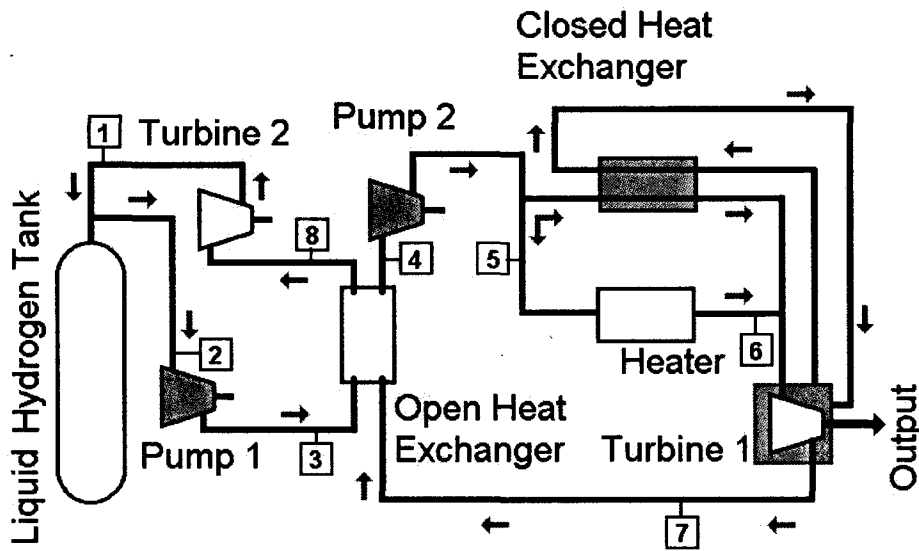 Closed Heat
Exchanger
Pump 2
1
Turbine 2
8
4
5
2
Heater
6
Open Heat
Exchanger
Turbine 1
Pump 1
3
7
Liquid Hydrogen Tank
Output